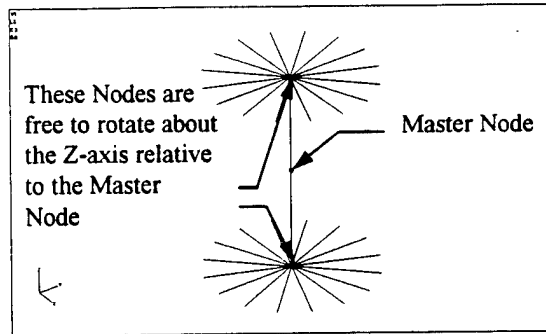 These Nodes are
free to rotate about
the Z-axis relative
to the Master
Node
Master Node